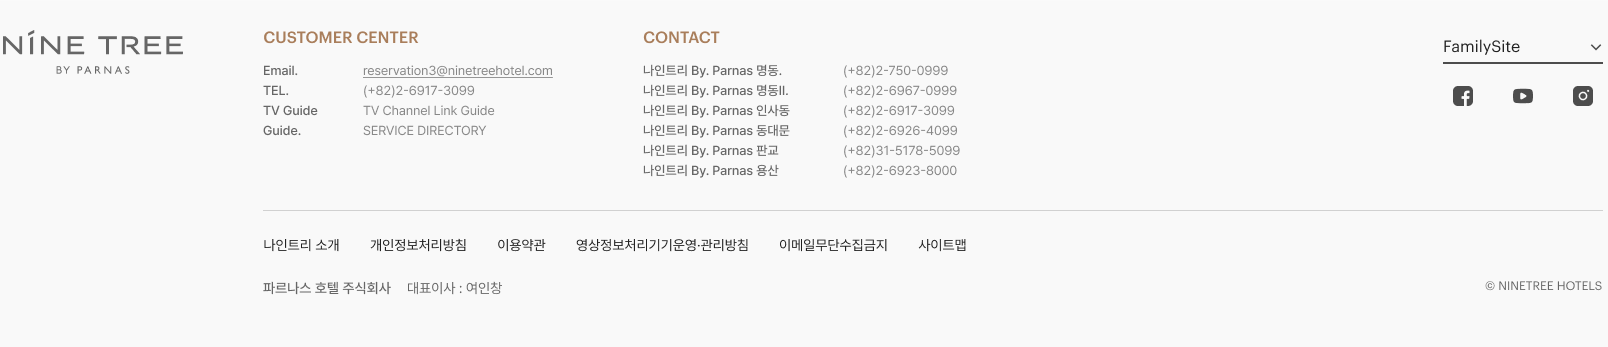 NINE TREE
BY PARNAS
CUSTOMER CENTER
Email. reservation3@ninetreehotel.com
TEL. (+82)2-6917-3099
TV Guide TV Channel Link Guide
Guide. SERVICE DIRECTORY
CONTACT
나인트리 By. Parnas 명동. (+82)2-750-0999
나인트리 By. Parnas 명동II. (+82)2-6967-0999
나인트리 By. Parnas 인사동 (+82)2-6917-3099
나인트리 By. Parnas 동대문 (+82)2-6926-4099
나인트리 By. Parnas 판교 (+82)31-5178-5099
나인트리 By. Parnas 용산 (+82)2-6923-8000
FamilySite
나인트리 소개 개인정보처리방침 이용약관 영상정보처리기기운영·관리방침 이메일무단수집금지 사이트맵
파르나스 호텔 주식회사 대표이사 : 여인창
© NINETREE HOTELS